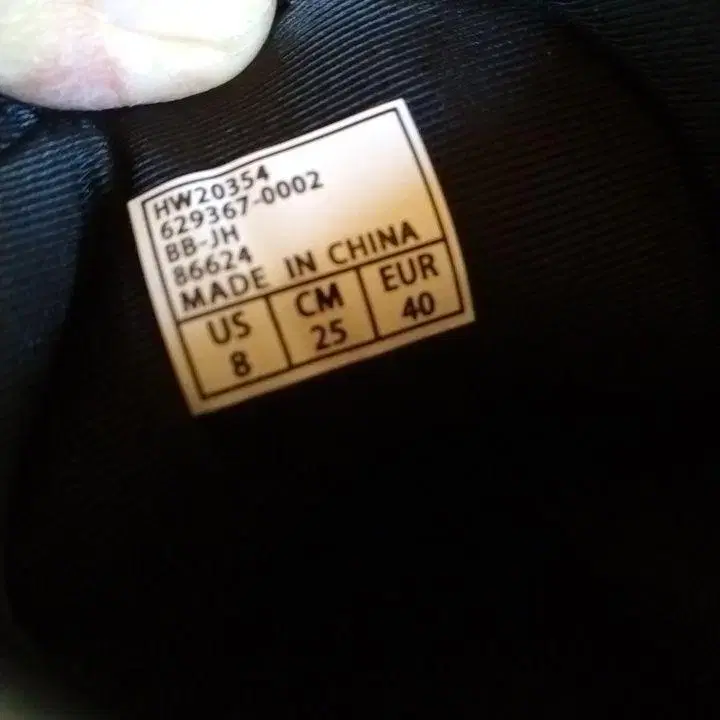 HW20354
629367-0002
BB-JH
86624
MADE IN CHINA
US CM EUR
8 25 40